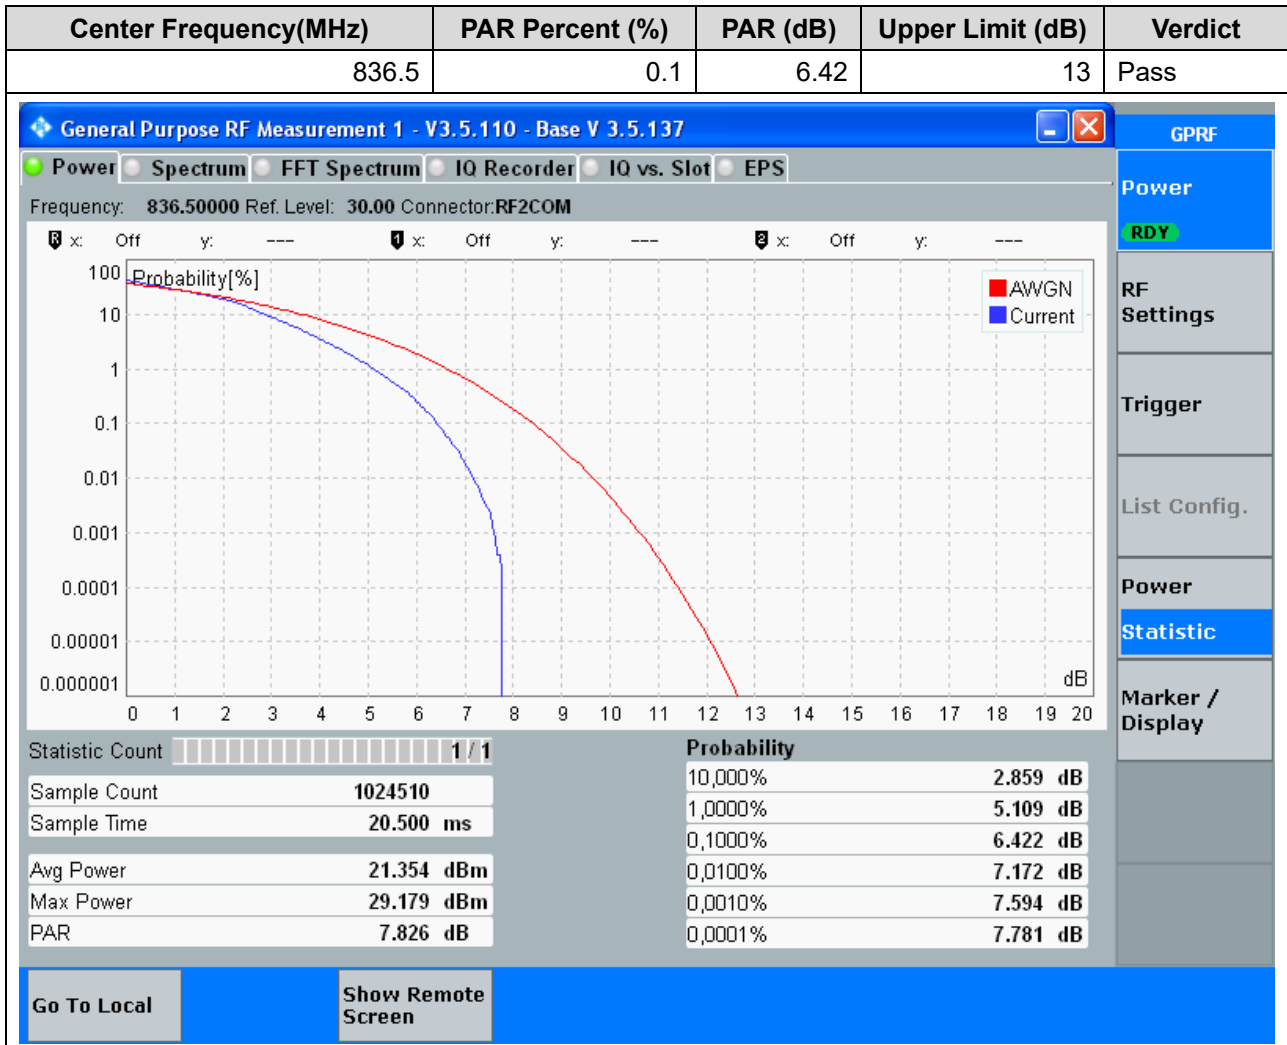 Center Frequency(MHz) PAR Percent (%) PAR (dB) Upper Limit (dB) Verdict
836.5 0.1 6.42 13 Pass
General Purpose RF Measurement 1 - V3.5.110 - Base V 3.5.137
GPRF
Power Spectrum FFT Spectrum IQ Recorder IQ vs. Slot EPS
Frequency: 836.50000 Ref. Level: 30.00 Connector:RF2COM
R x: Off y: --- 1 x: Off y: --- 2 x: Off y: ---
Probability[%]
100
10
1
0.1
0.01
0.001
0.0001
0.00001
0.000001
AWGN
Current
dB
0 1 2 3 4 5 6 7 8 9 10 11 12 13 14 15 16 17 18 19 20
Statistic Count 1 / 1
Sample Count 1024510
Sample Time 20.500 ms
Avg Power 21.354 dBm
Max Power 29.179 dBm
PAR 7.826 dB
Probability
10,000% 2.859 dB
1,0000% 5.109 dB
0,1000% 6.422 dB
0,0100% 7.172 dB
0,0010% 7.594 dB
0,0001% 7.781 dB
Power
RDY
RF
Settings
Trigger
List Config.
Power
Statistic
Marker /
Display
Go To Local
Show Remote
Screen